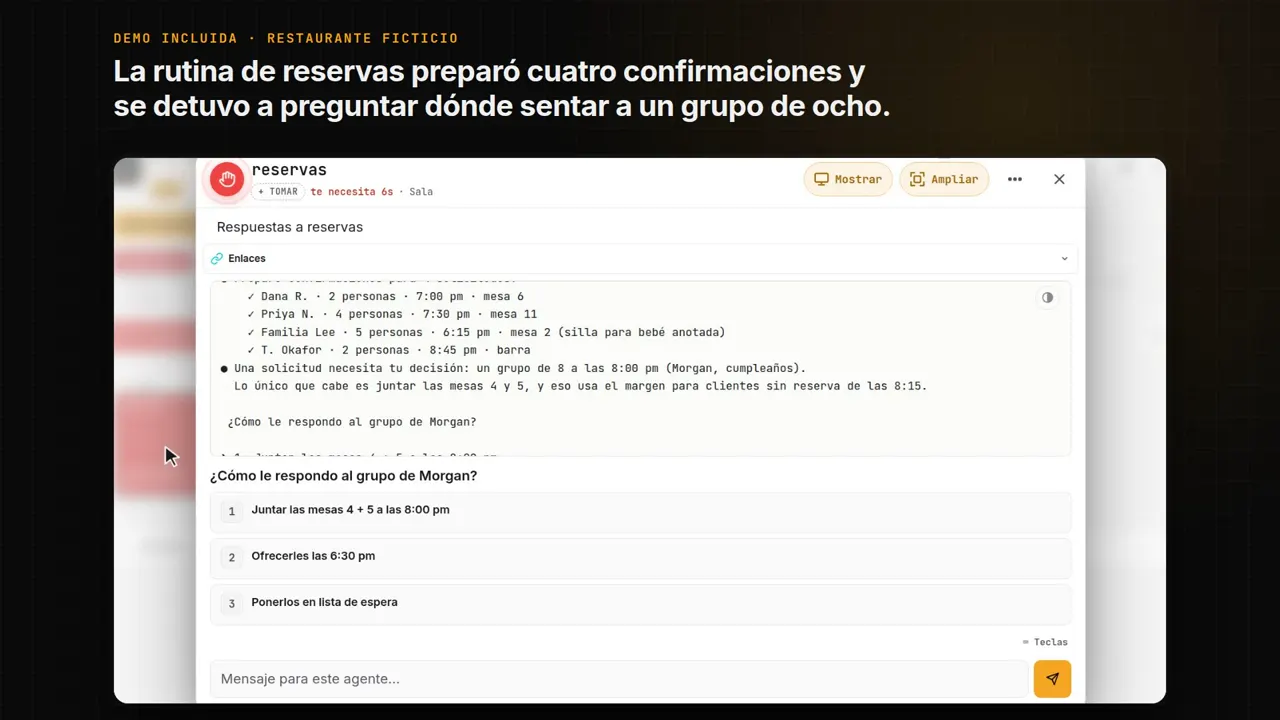 DEMO INCLUIDA · RESTAURANTE FICTICIO
La rutina de reservas preparó cuatro confirmaciones y
se detuvo a preguntar dónde sentar a un grupo de ocho.
reservas
+ TOMAR te necesita 6s · Sala
Mostrar
Ampliar
Respuestas a reservas
Enlaces
✓ Dana R. · 2 personas · 7:00 pm · mesa 6
✓ Priya N. · 4 personas · 7:30 pm · mesa 11
✓ Familia Lee · 5 personas · 6:15 pm · mesa 2 (silla para bebé anotada)
✓ T. Okafor · 2 personas · 8:45 pm · barra
● Una solicitud necesita tu decisión: un grupo de 8 a las 8:00 pm (Morgan, cumpleaños).
Lo único que cabe es juntar las mesas 4 y 5, y eso usa el margen para clientes sin reserva de las 8:15.
¿Cómo le respondo al grupo de Morgan?
¿Cómo le respondo al grupo de Morgan?
1 Juntar las mesas 4 + 5 a las 8:00 pm
2 Ofrecerles las 6:30 pm
3 Ponerlos en lista de espera
Teclas
Mensaje para este agente...